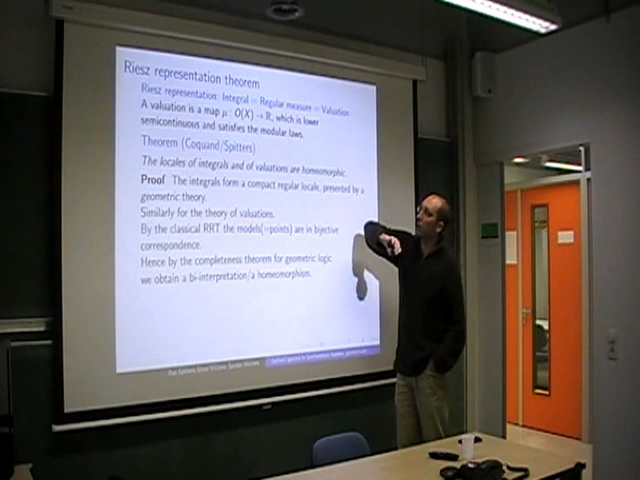 Riesz representation theorem
Riesz representation: Integral = Regular measure = Valuation
A valuation is a map μ : O(X) → ℝ, which is lower
semicontinuous and satisfies the modular laws.
Theorem (Coquand/Spitters)
The locales of integrals and of valuations are homeomorphic.
Proof The integrals form a compact regular locale, presented by a
geometric theory.
Similarly for the theory of valuations.
By the classical RRT the models(=points) are in bijective
correspondence.
Hence by the completeness theorem for geometric logic
we obtain a bi-interpretation/a homeomorphism.